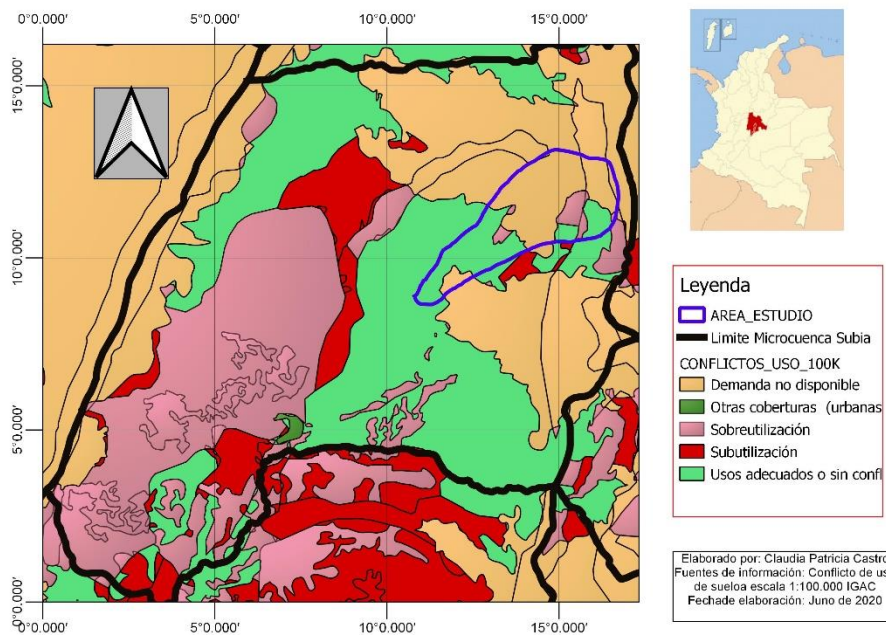 0°0.000'
5°0.000'
10°0.000'
15°0.000'
15°0.000'
10°0.000'
5°0.000'
0°0.000'
0°0.000'
5°0.000'
10°0.000'
15°0.000'
Leyenda
AREA_ESTUDIO
Limite Microcuenca Subia
CONFLICTOS_USO_100K
Demanda no disponible
Otras coberturas (urbanas
Sobreutilización
Subutilización
Usos adecuados o sin confl
Elaborado por: Claudia Patricia Castro
Fuentes de información: Conflicto de us
de sueloa escala 1:100.000 IGAC
Fechade elaboración: Juno de 2020